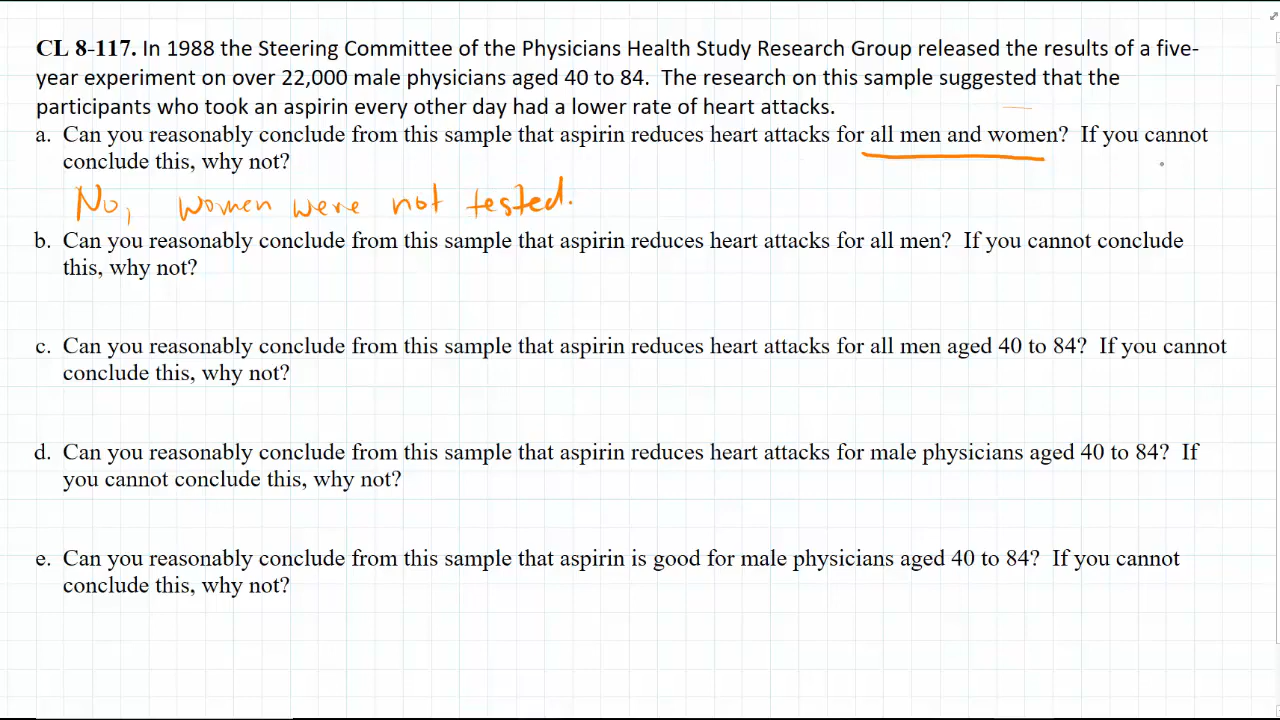 CL 8-117. In 1988 the Steering Committee of the Physicians Health Study Research Group released the results of a five-
year experiment on over 22,000 male physicians aged 40 to 84. The research on this sample suggested that the
participants who took an aspirin every other day had a lower rate of heart attacks.
a. Can you reasonably conclude from this sample that aspirin reduces heart attacks for all men and women? If you cannot
conclude this, why not?
No, women were not tested.
b. Can you reasonably conclude from this sample that aspirin reduces heart attacks for all men? If you cannot conclude
this, why not?
c. Can you reasonably conclude from this sample that aspirin reduces heart attacks for all men aged 40 to 84? If you cannot
conclude this, why not?
d. Can you reasonably conclude from this sample that aspirin reduces heart attacks for male physicians aged 40 to 84? If
you cannot conclude this, why not?
e. Can you reasonably conclude from this sample that aspirin is good for male physicians aged 40 to 84? If you cannot
conclude this, why not?